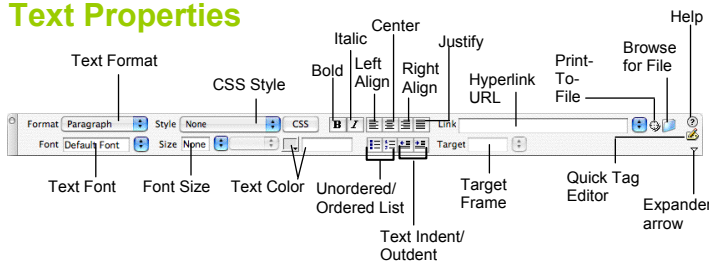 Text Properties
Help
Center
Italic
Justify
Print-
To-
File
Browse
for File
Text Format
Left
Align
Right
Align
Bold
Hyperlink
URL
CSS Style
Format Paragraph Style None CSS B I Link ?
Font Default Font Size None Target
Text Font
Font Size
Text Color
Unordered/
Ordered List
Target
Frame
Quick Tag
Editor
Expander
arrow
Text Indent/
Outdent